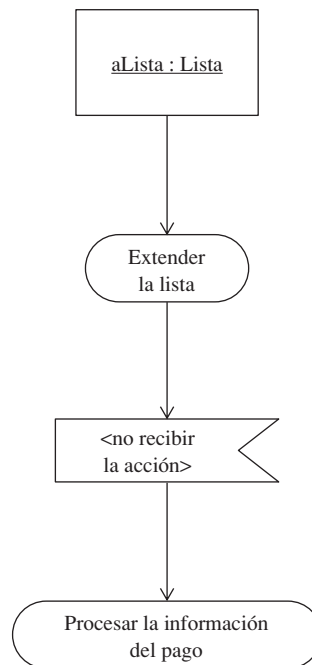 aLista : Lista
Extender
la lista
<no recibir
la acción>
Procesar la información
del pago